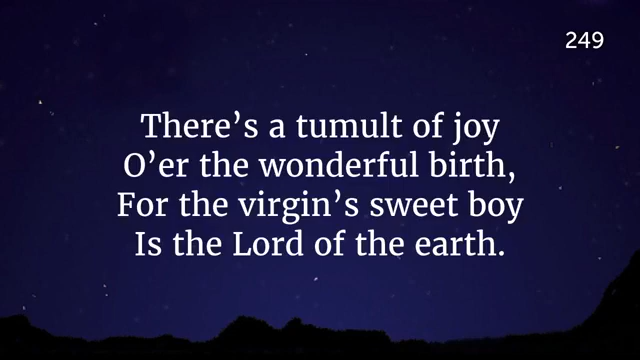 249
There’s a tumult of joy
O’er the wonderful birth,
For the virgin’s sweet boy
Is the Lord of the earth.